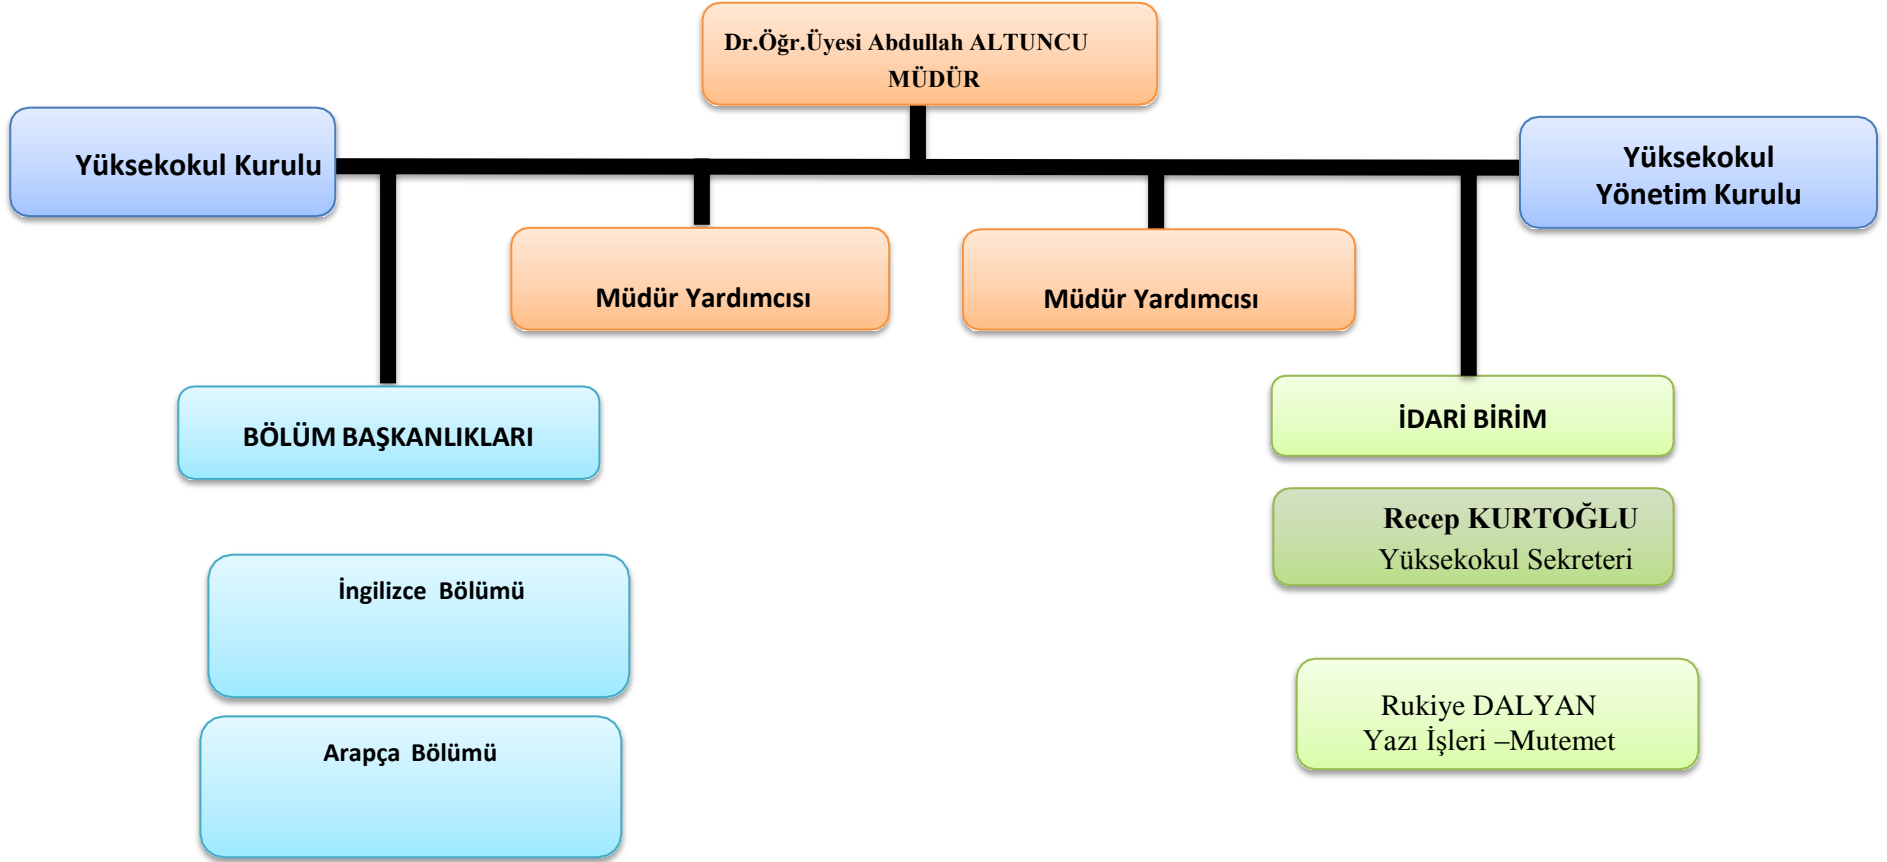 Dr.Öğr.Üyesi Abdullah ALTUNCU
MÜDÜR
Yüksekokul Kurulu
Yüksekokul
Yönetim Kurulu
Müdür Yardımcısı
Müdür Yardımcısı
BÖLÜM BAŞKANLIKLARI
İDARİ BİRİM
Recep KURTOĞLU
Yüksekokul Sekreteri
İngilizce Bölümü
Rukiye DALYAN
Yazı İşleri –Mutemet
Arapça Bölümü